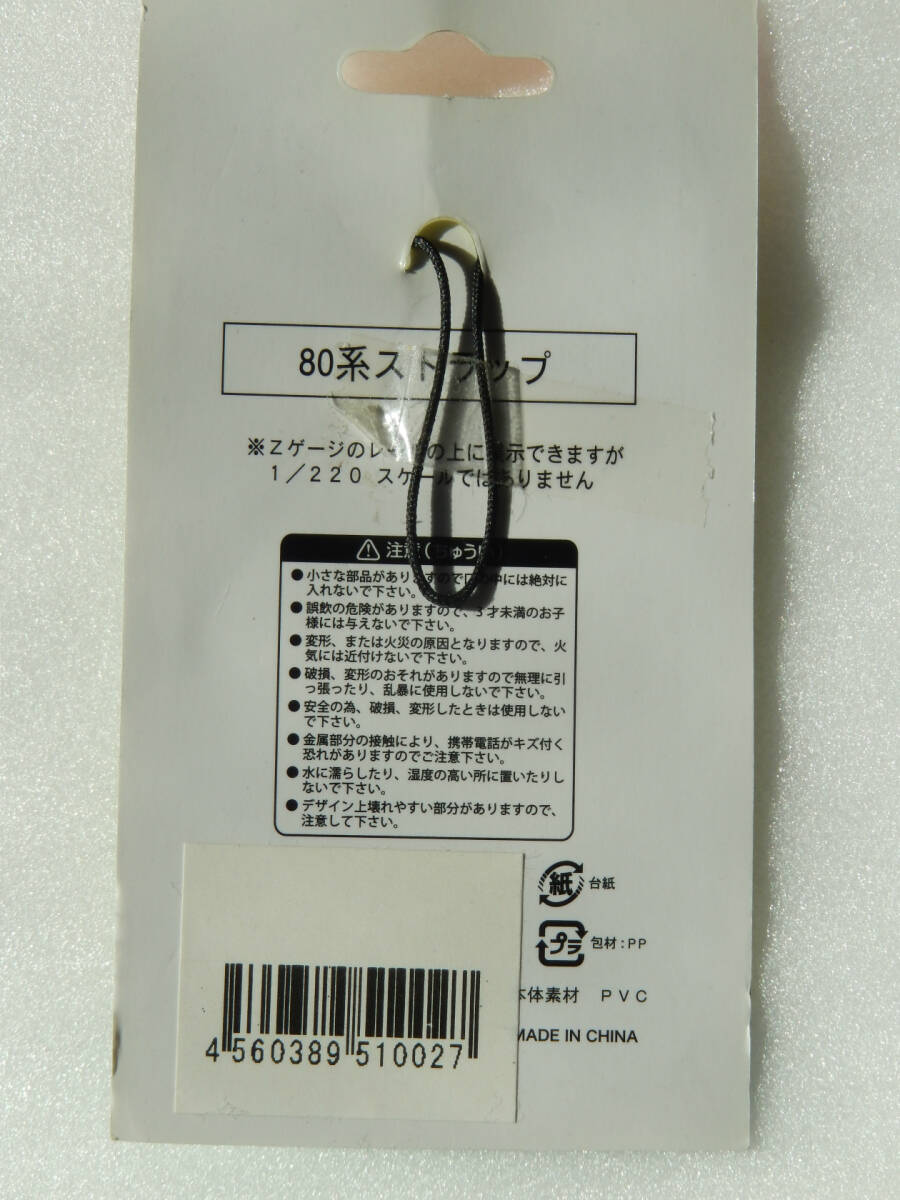 80系ストラップ
※Zゲージのレールの上に展示できますが
1／220 スケールではありません
⚠ 注意(ちゅうい)
●小さな部品がありますので口の中には絶対に
入れないで下さい。
●誤飲の危険がありますので、3才未満のお子
様には与えないで下さい。
●変形、または火災の原因となりますので、火
気には近付けないで下さい。
●破損、変形のおそれがありますので無理に引
っ張ったり、乱暴に使用しないで下さい。
●安全の為、破損、変形したときは使用しない
で下さい。
●金属部分の接触により、携帯電話がキズ付く
恐れがありますのでご注意下さい。
●水に濡らしたり、湿度の高い所に置いたりし
ないで下さい。
●デザイン上壊れやすい部分がありますので、
注意して下さい。
紙 台紙
プラ 包材：PP
本体素材 PVC
MADE IN CHINA
4 560389 510027